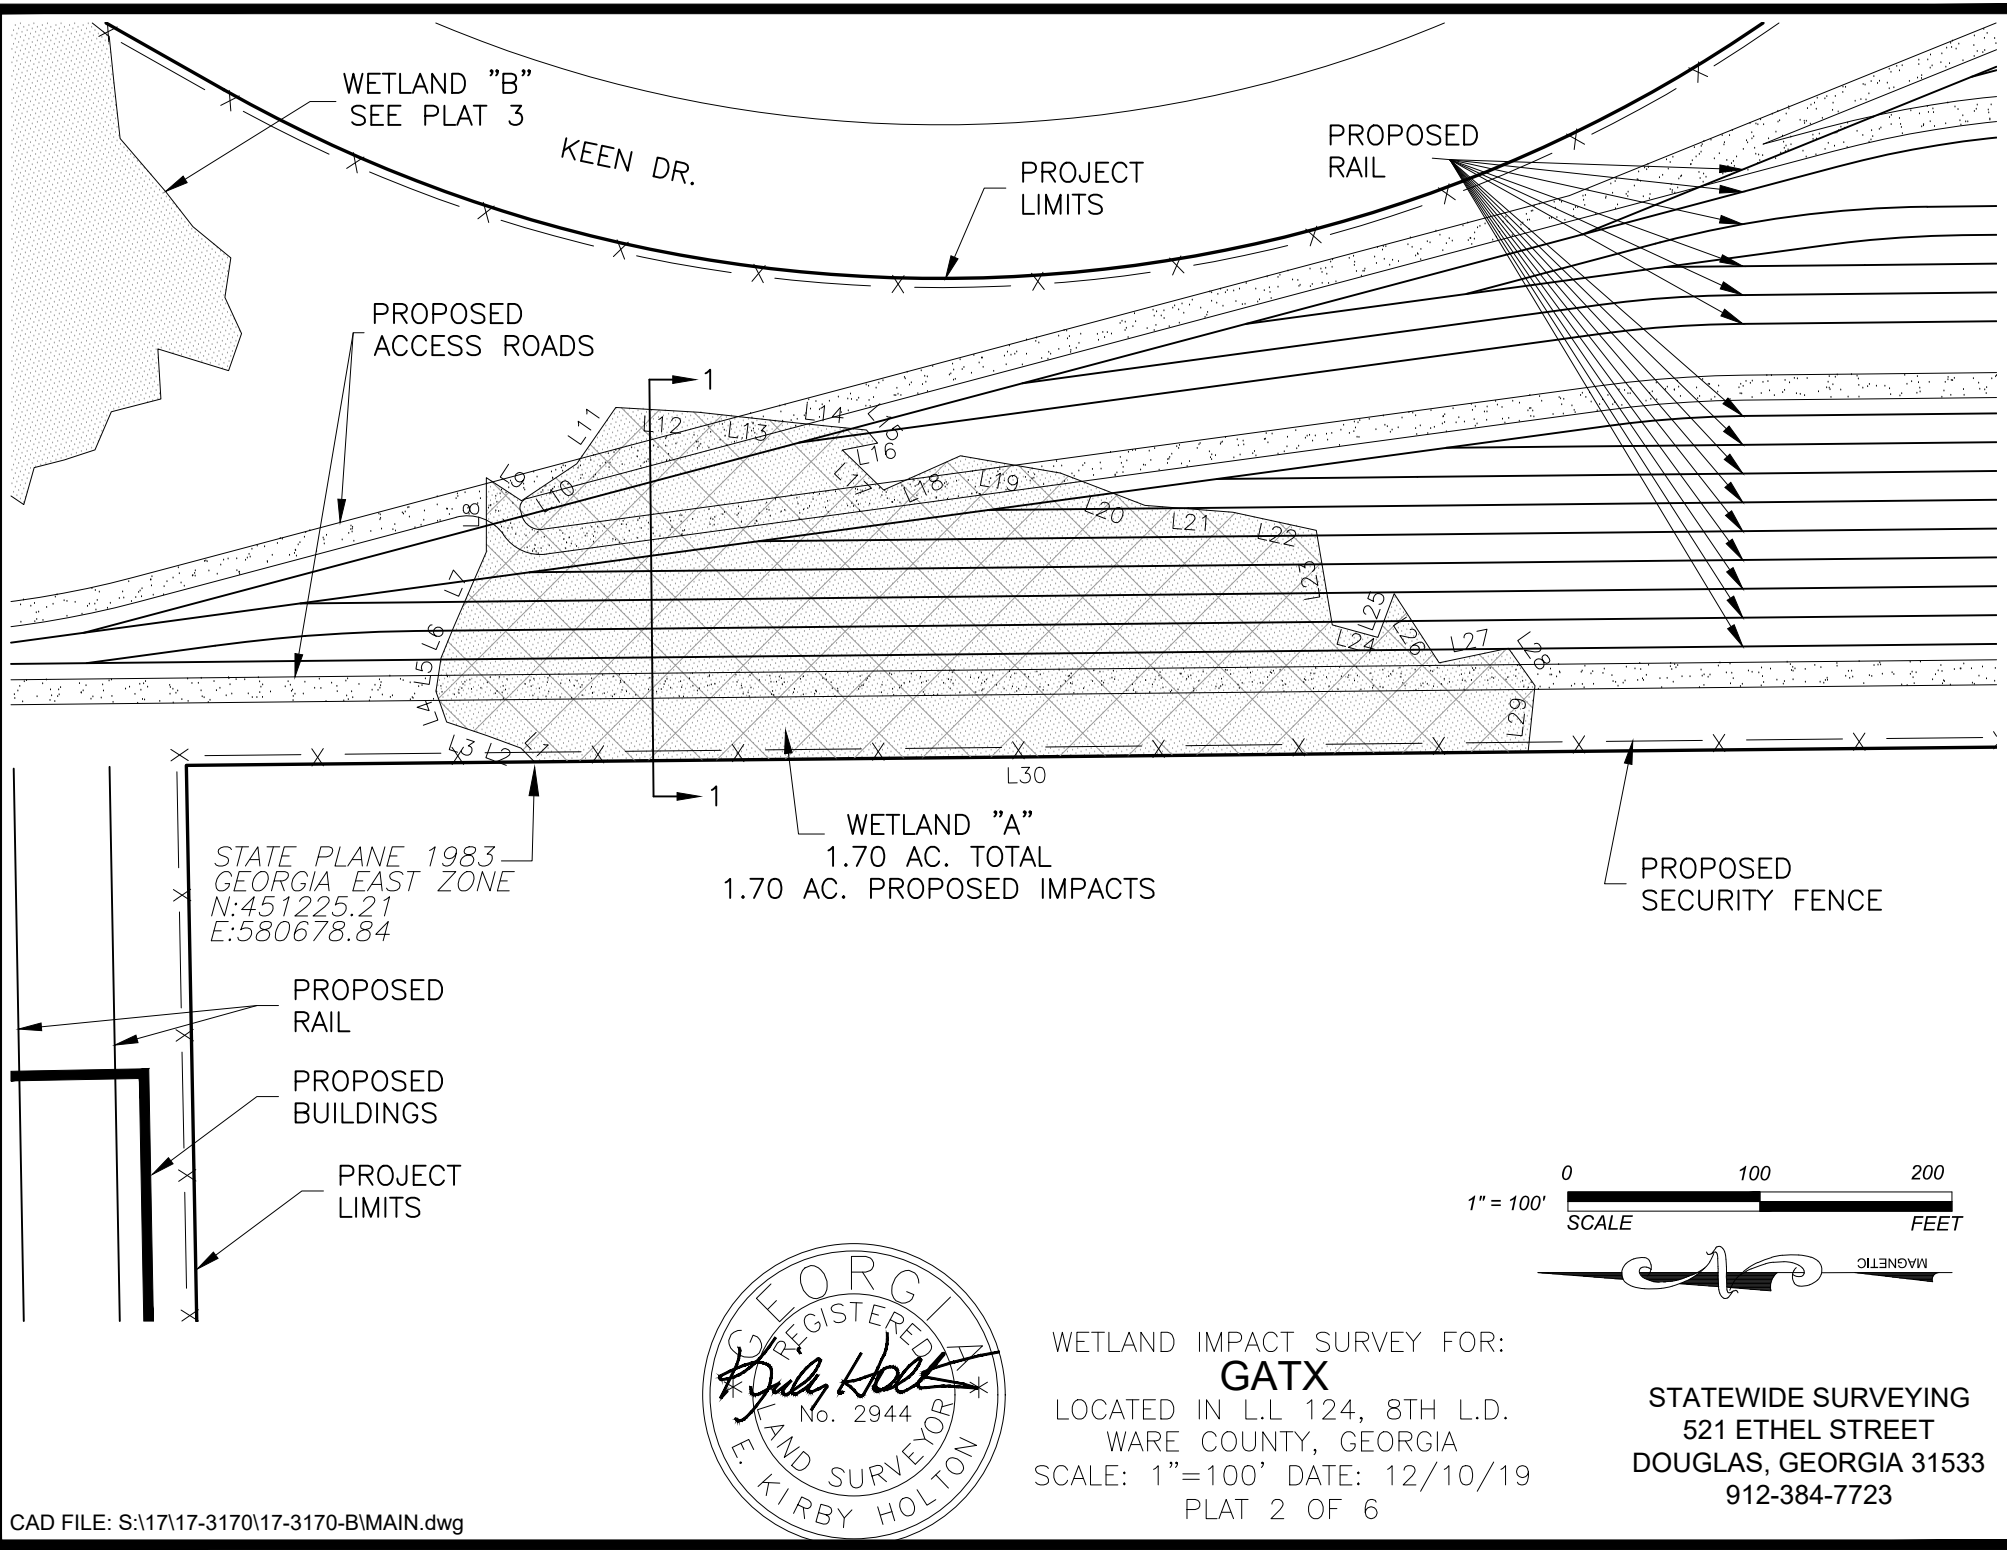 WETLAND "B"
SEE PLAT 3
KEEN DR.
PROJECT
LIMITS
PROPOSED
RAIL
PROPOSED
ACCESS ROADS
1
L11
L12
L13
L14
L15
L16
L17
L18
L19
L20
L21
L22
L23
L24
L25
L26
L27
L28
L29
L10
L9
L8
L7
L6
L5
L4
L3
L2
L1
L30
1
WETLAND "A"
1.70 AC. TOTAL
1.70 AC. PROPOSED IMPACTS
STATE PLANE 1983
GEORGIA EAST ZONE
N:451225.21
E:580678.84
PROPOSED
SECURITY FENCE
PROPOSED
RAIL
PROPOSED
BUILDINGS
PROJECT
LIMITS
0 100 200
1" = 100'
SCALE FEET
N
MAGNETIC
GEORGIA
REGISTERED
No. 2944
LAND SURVEYOR
E. KIRBY HOLTON
WETLAND IMPACT SURVEY FOR:
GATX
LOCATED IN L.L 124, 8TH L.D.
WARE COUNTY, GEORGIA
SCALE: 1"=100' DATE: 12/10/19
PLAT 2 OF 6
STATEWIDE SURVEYING
521 ETHEL STREET
DOUGLAS, GEORGIA 31533
912-384-7723
CAD FILE: S:\17\17-3170\17-3170-B\MAIN.dwg